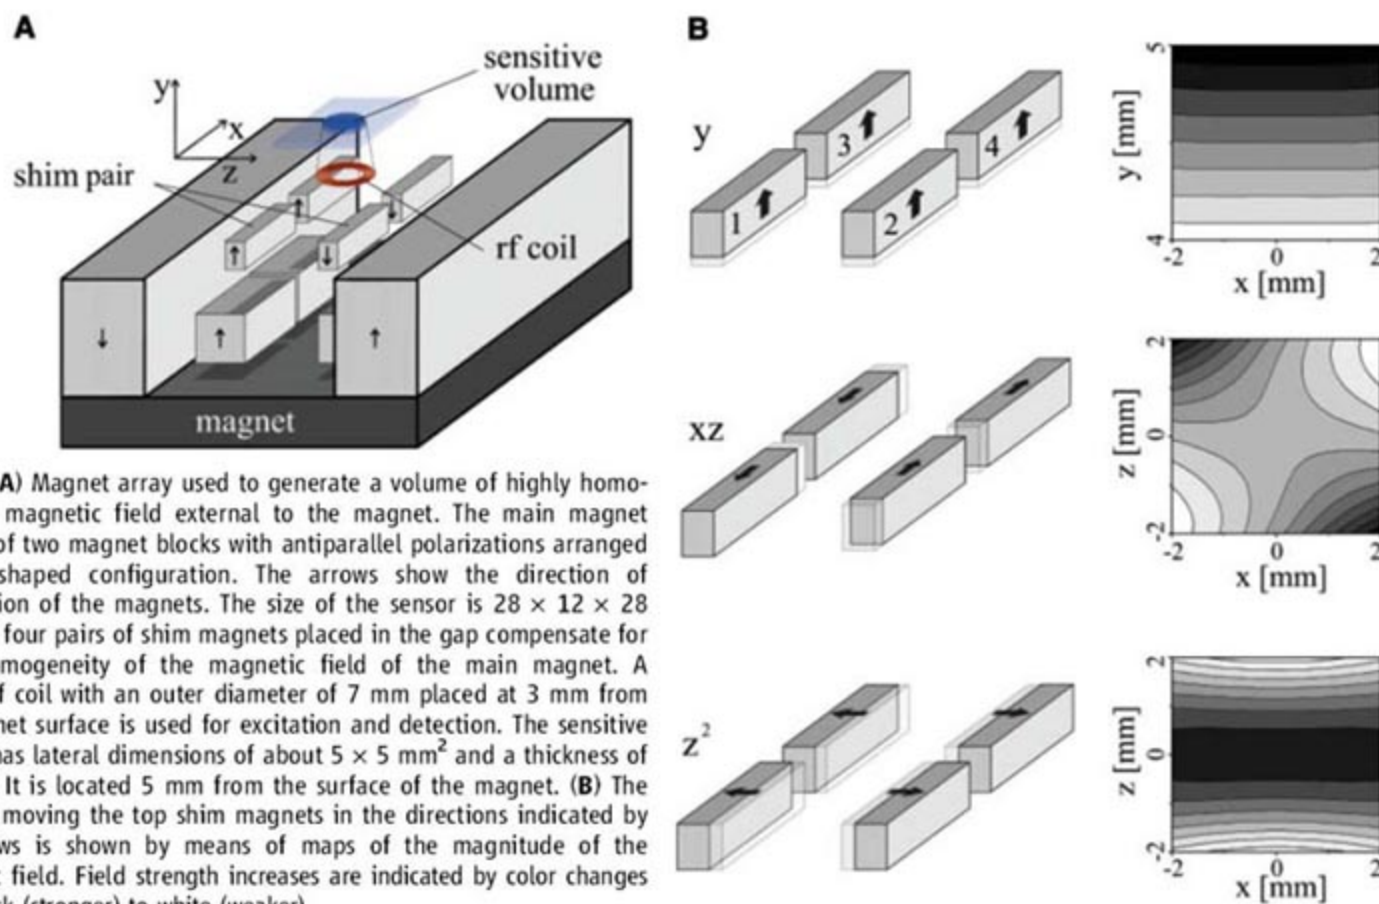 A
sensitive
volume
y
x
z
shim pair
rf coil
magnet
A) Magnet array used to generate a volume of highly homo-
magnetic field external to the magnet. The main magnet
of two magnet blocks with antiparallel polarizations arranged
shaped configuration. The arrows show the direction of
ion of the magnets. The size of the sensor is 28 × 12 × 28
four pairs of shim magnets placed in the gap compensate for
mogeneity of the magnetic field of the main magnet. A
f coil with an outer diameter of 7 mm placed at 3 mm from
net surface is used for excitation and detection. The sensitive
has lateral dimensions of about 5 × 5 mm² and a thickness of
It is located 5 mm from the surface of the magnet. (B) The
moving the top shim magnets in the directions indicated by
ws is shown by means of maps of the magnitude of the
field. Field strength increases are indicated by color changes
(stronger) to white (weaker)
B
y
1
2
3
4
5
y [mm]
4
-2 0 2
x [mm]
xz
2
z [mm]
0
-2
-2 0 2
x [mm]
z²
2
z [mm]
0
-2
-2 0 2
x [mm]